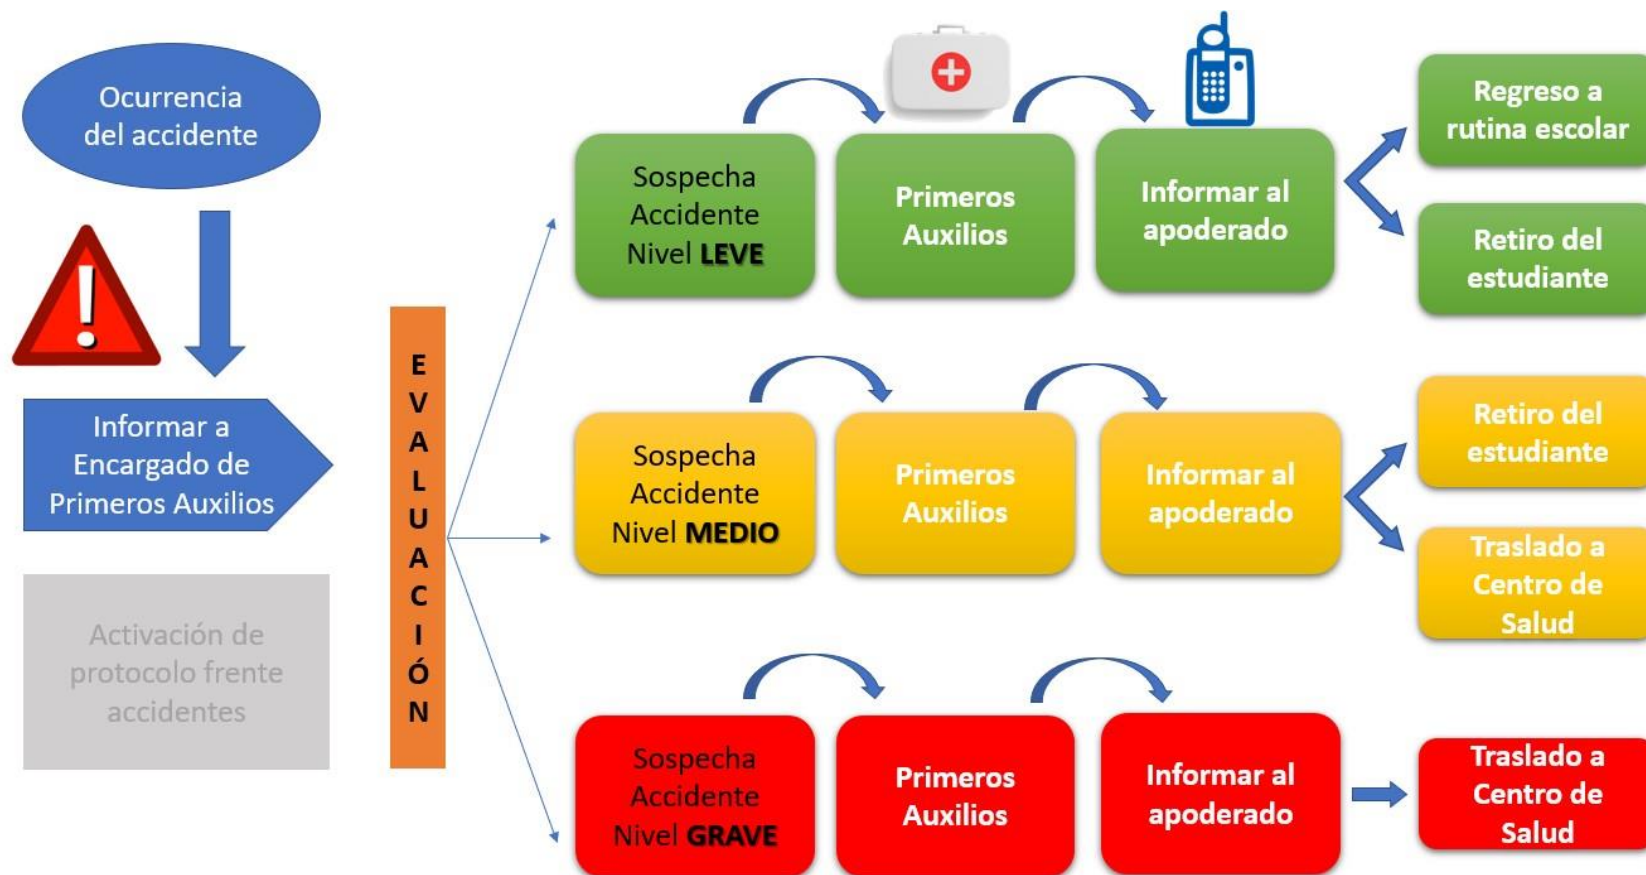 Ocurrencia
del accidente
Informar a
Encargado de
Primeros Auxilios
Activación de
protocolo frente
accidentes
EVALUACIÓN
Sospecha
Accidente
Nivel LEVE
Primeros
Auxilios
Informar al
apoderado
Regreso a
rutina escolar
Retiro del
estudiante
Sospecha
Accidente
Nivel MEDIO
Primeros
Auxilios
Informar al
apoderado
Retiro del
estudiante
Traslado a
Centro de
Salud
Sospecha
Accidente
Nivel GRAVE
Primeros
Auxilios
Informar al
apoderado
Traslado a
Centro de
Salud